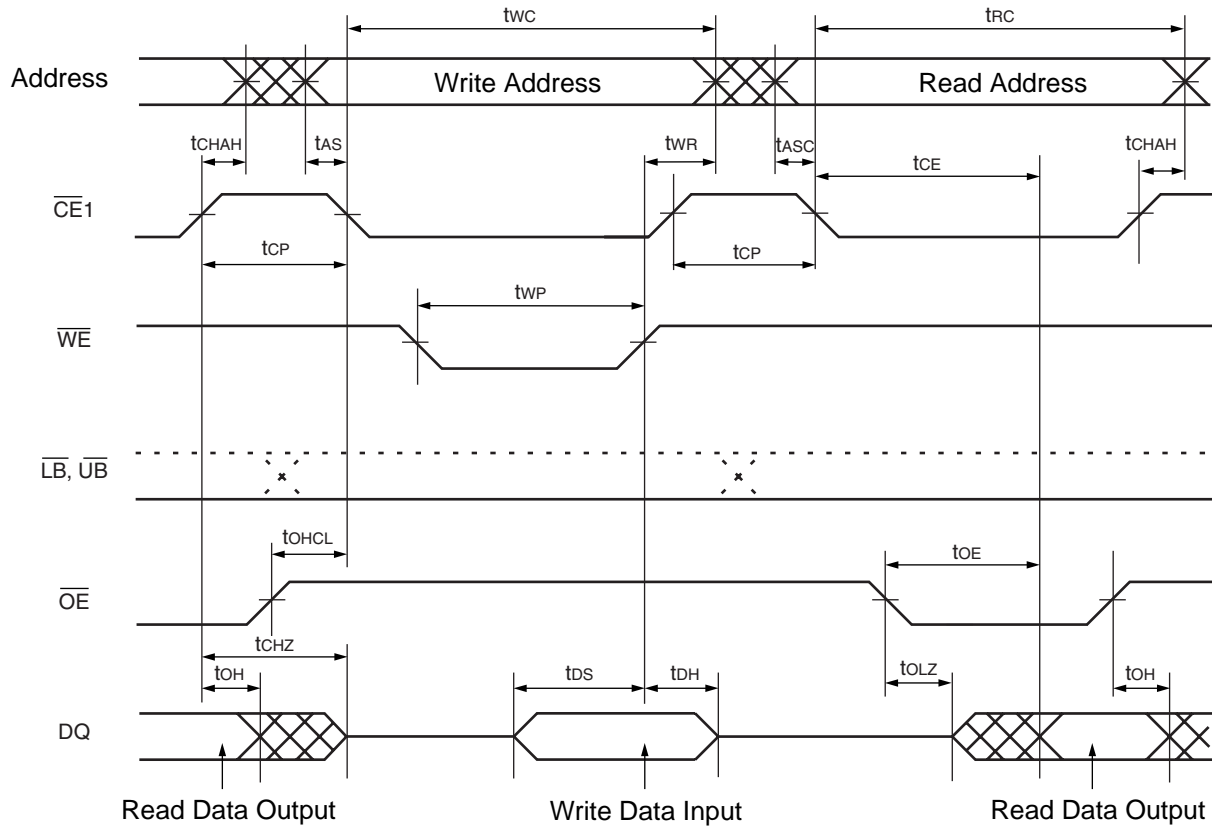 tWC tRC
Address Write Address Read Address
tCHAH tAS tWR tASC tCE tCHAH
CE1
tCP tCP
tWP
WE
LB, UB
tOHCL tOE
OE
tCHZ
tOH tDS tDH tOLZ tOH
DQ
Read Data Output Write Data Input Read Data Output